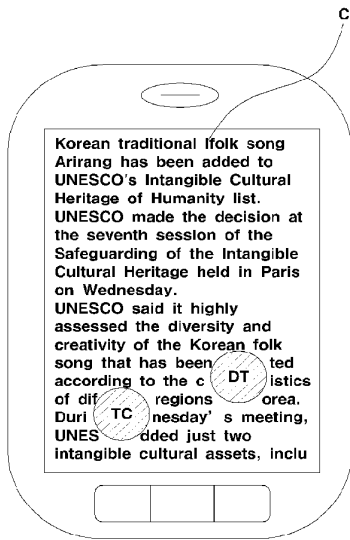 C
Korean traditional lfolk song
Arirang has been added to
UNESCO's Intangible Cultural
Heritage of Humanity list.
UNESCO made the decision at
the seventh session of the
Safeguarding of the Intangible
Cultural Heritage held in Paris
on Wednesday.
UNESCO said it highly
assessed the diversity and
creativity of the Korean folk
song that has been ted
according to the c DT istics
of dif regions orea.
Duri TC nesday' s meeting,
UNES dded just two
intangible cultural assets, inclu